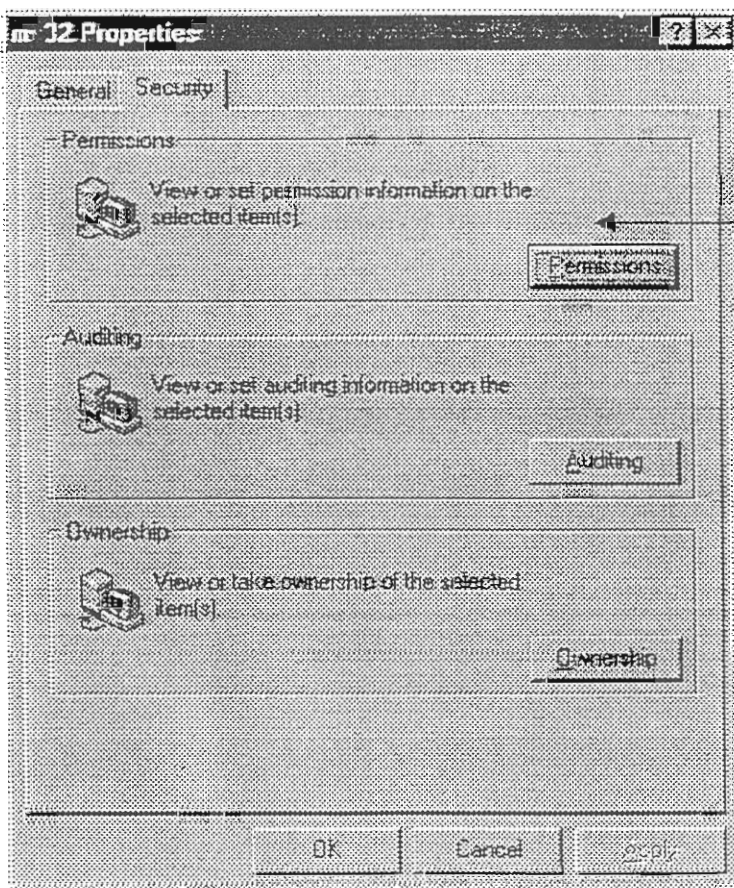 32 Properties
General Security
Permissions
View or set permission information on the
selected item(s).
Permissions
Auditing
View or set auditing information on the
selected item(s).
Auditing
Ownership
View or take ownership of the selected
item(s).
Ownership
OK Cancel Apply